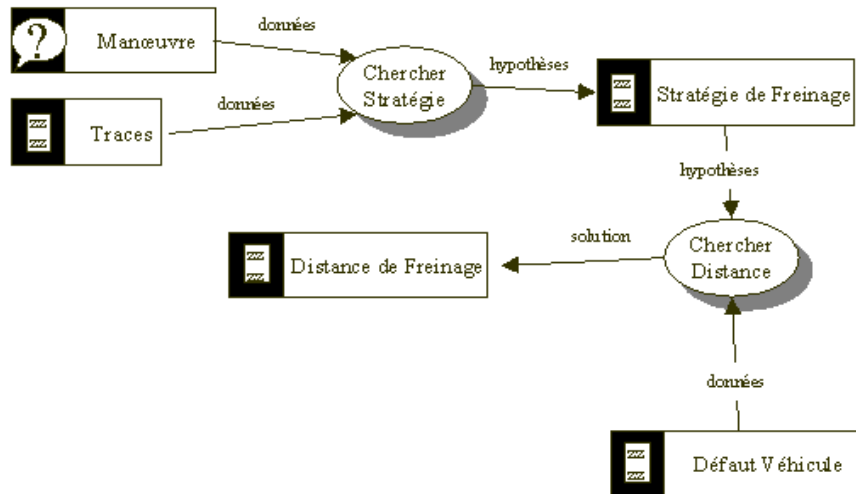 Manœuvre
données
Chercher
Stratégie
hypothèses
Stratégie de Freinage
Traces
données
hypothèses
Chercher
Distance
solution
Distance de Freinage
données
Défaut Véhicule